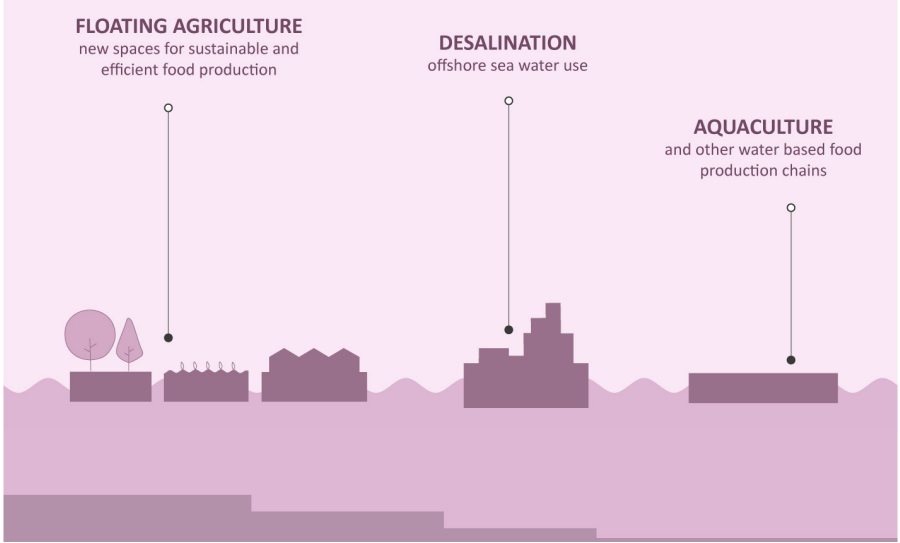 FLOATING AGRICULTURE
new spaces for sustainable and
efficient food production
DESALINATION
offshore sea water use
AQUACULTURE
and other water based food
production chains